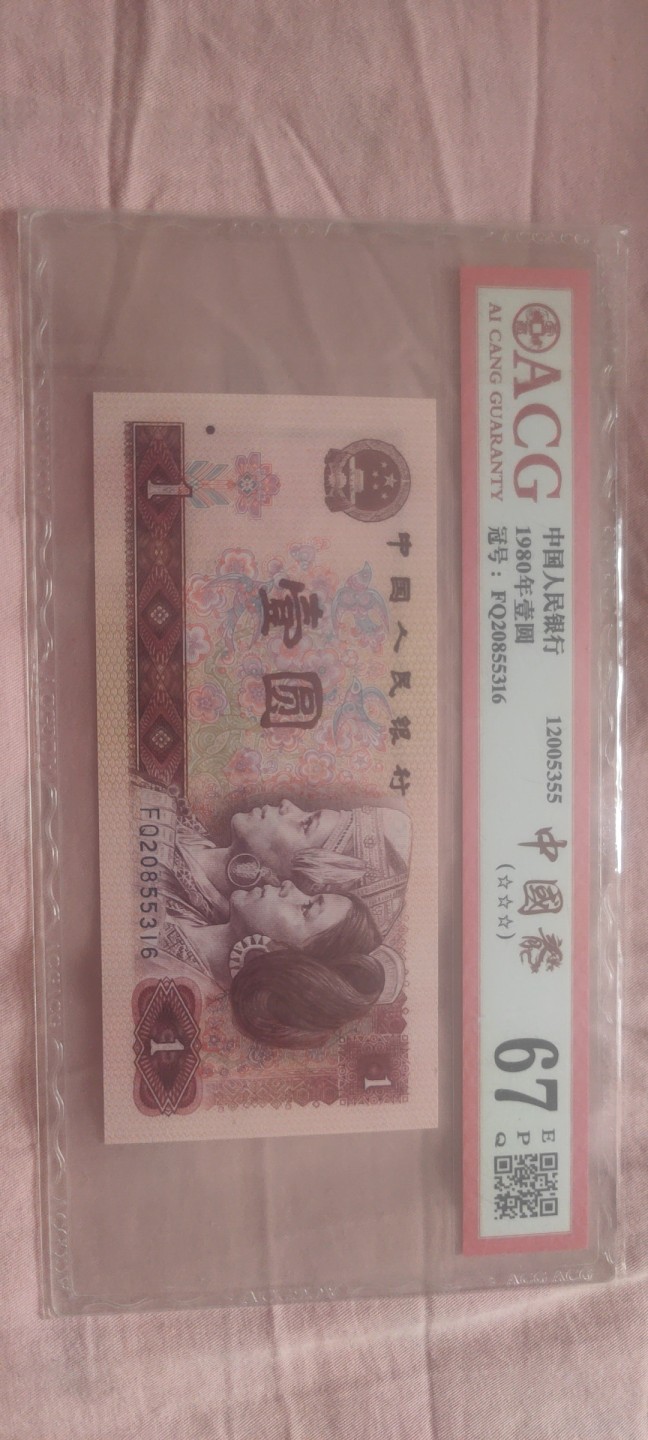 ACG
AI CANG GUARANTY
中国人民银行 12005355
1980年壹圆
冠号：FQ20855316
中國龍
(☆☆☆)
67
E
P
Q
中国人民银行
壹圆
1
FQ20855316
1
1